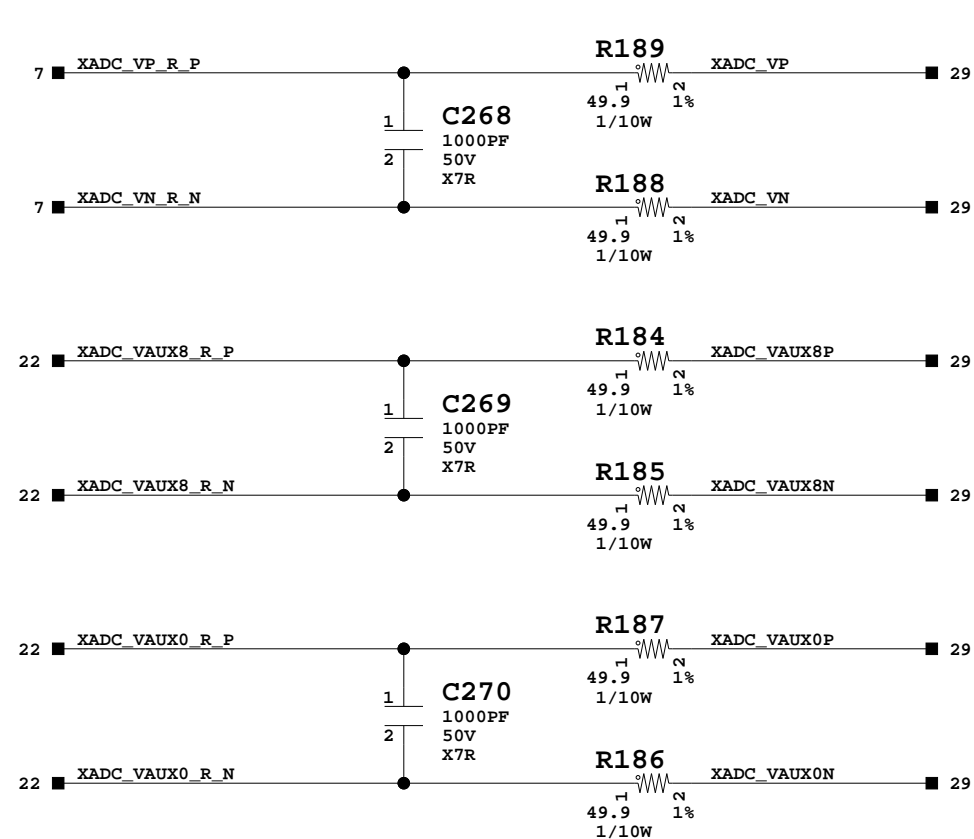 R189
7 XADC_VP_R_P XADC_VP 29
1 2
49.9 1%
1/10W
C268
1 1000PF
2 50V
X7R
R188
7 XADC_VN_R_N XADC_VN 29
1 2
49.9 1%
1/10W
R184
22 XADC_VAUX8_R_P XADC_VAUX8P 29
1 2
49.9 1%
1/10W
C269
1 1000PF
2 50V
X7R
R185
22 XADC_VAUX8_R_N XADC_VAUX8N 29
1 2
49.9 1%
1/10W
R187
22 XADC_VAUX0_R_P XADC_VAUX0P 29
1 2
49.9 1%
1/10W
C270
1 1000PF
2 50V
X7R
R186
22 XADC_VAUX0_R_N XADC_VAUX0N 29
1 2
49.9 1%
1/10W